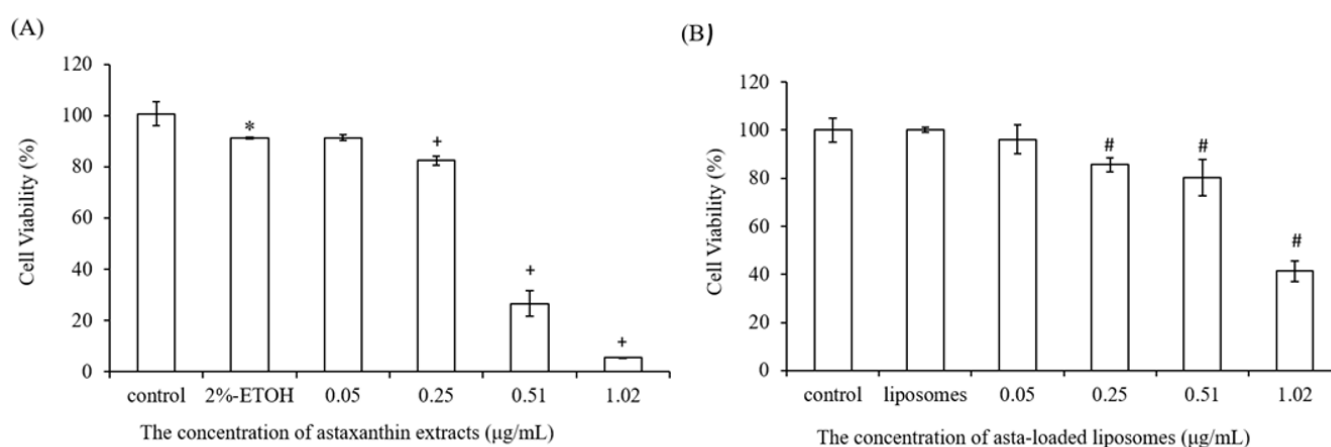 (A)
120
100
80
60
40
20
0
Cell Viability (%)
*
+
+
+
control 2%-ETOH 0.05 0.25 0.51 1.02
The concentration of astaxanthin extracts (μg/mL)
(B)
120
100
80
60
40
20
0
Cell Viability (%)
#
#
#
control liposomes 0.05 0.25 0.51 1.02
The concentration of asta-loaded liposomes (μg/mL)